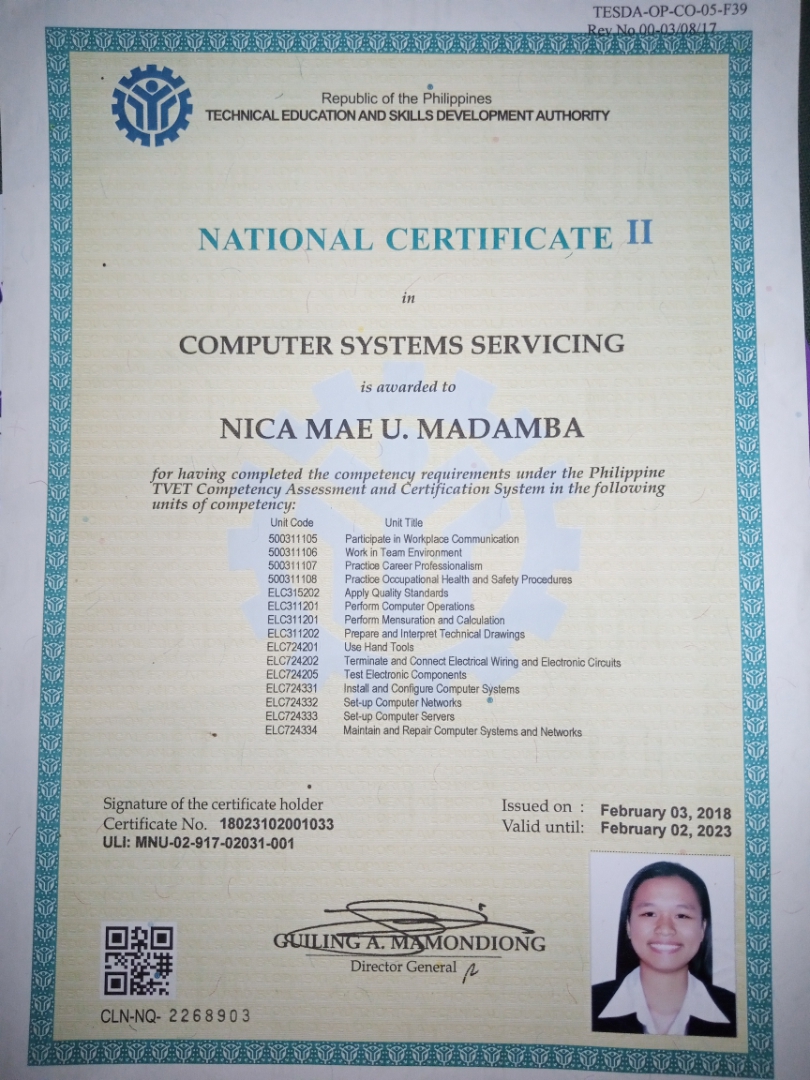 TESDA-OP-CO-05-F39
Rev No.00-03/08/17
Republic of the Philippines
TECHNICAL EDUCATION AND SKILLS DEVELOPMENT AUTHORITY
NATIONAL CERTIFICATE II
in
COMPUTER SYSTEMS SERVICING
is awarded to
NICA MAE U. MADAMBA
for having completed the competency requirements under the Philippine
TVET Competency Assessment and Certification System in the following
units of competency:
Unit Code Unit Title
500311105 Participate in Workplace Communication
500311106 Work in Team Environment
500311107 Practice Career Professionalism
500311108 Practice Occupational Health and Safety Procedures
ELC315202 Apply Quality Standards
ELC311201 Perform Computer Operations
ELC311201 Perform Mensuration and Calculation
ELC311202 Prepare and Interpret Technical Drawings
ELC724201 Use Hand Tools
ELC724202 Terminate and Connect Electrical Wiring and Electronic Circuits
ELC724205 Test Electronic Components
ELC724331 Install and Configure Computer Systems
ELC724332 Set-up Computer Networks
ELC724333 Set-up Computer Servers
ELC724334 Maintain and Repair Computer Systems and Networks
Signature of the certificate holder
Certificate No. 18023102001033
ULI: MNU-02-917-02031-001
Issued on : February 03, 2018
Valid until: February 02, 2023
GUILING A. MAMONDIONG
Director General
CLN-NQ- 2268903